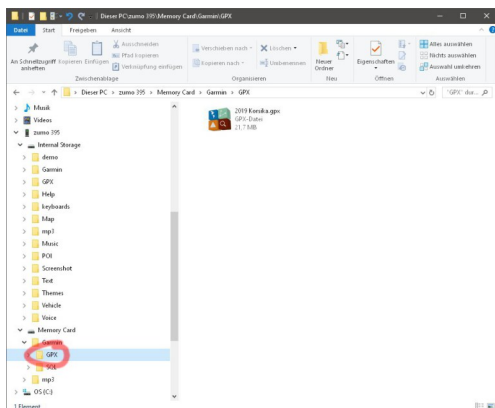 Dieser PC\zumo 395\Memory Card\Garmin\GPX
Datei Start Freigeben Ansicht
An Schnellzugriff anheften
Kopieren
Einfügen
Ausschneiden
Pfad kopieren
Verknüpfung einfügen
Zwischenablage
Verschieben nach
Kopieren nach
Löschen
Umbenennen
Organisieren
Neuer Ordner
Neu
Eigenschaften
Öffnen
Alles auswählen
Nichts auswählen
Auswahl umkehren
Auswählen
Dieser PC > zumo 395 > Memory Card > Garmin > GPX
"GPX" dur...
Musik
Videos
zumo 395
Internal Storage
demo
Garmin
GPX
Help
keyboards
Map
mp3
Music
POI
Screenshot
Text
Themes
Vehicle
Voice
Memory Card
Garmin
GPX
SQL
mp3
OS (C:)
2019 Korsika.gpx
GPX-Datei
21,7 MB
1 Element